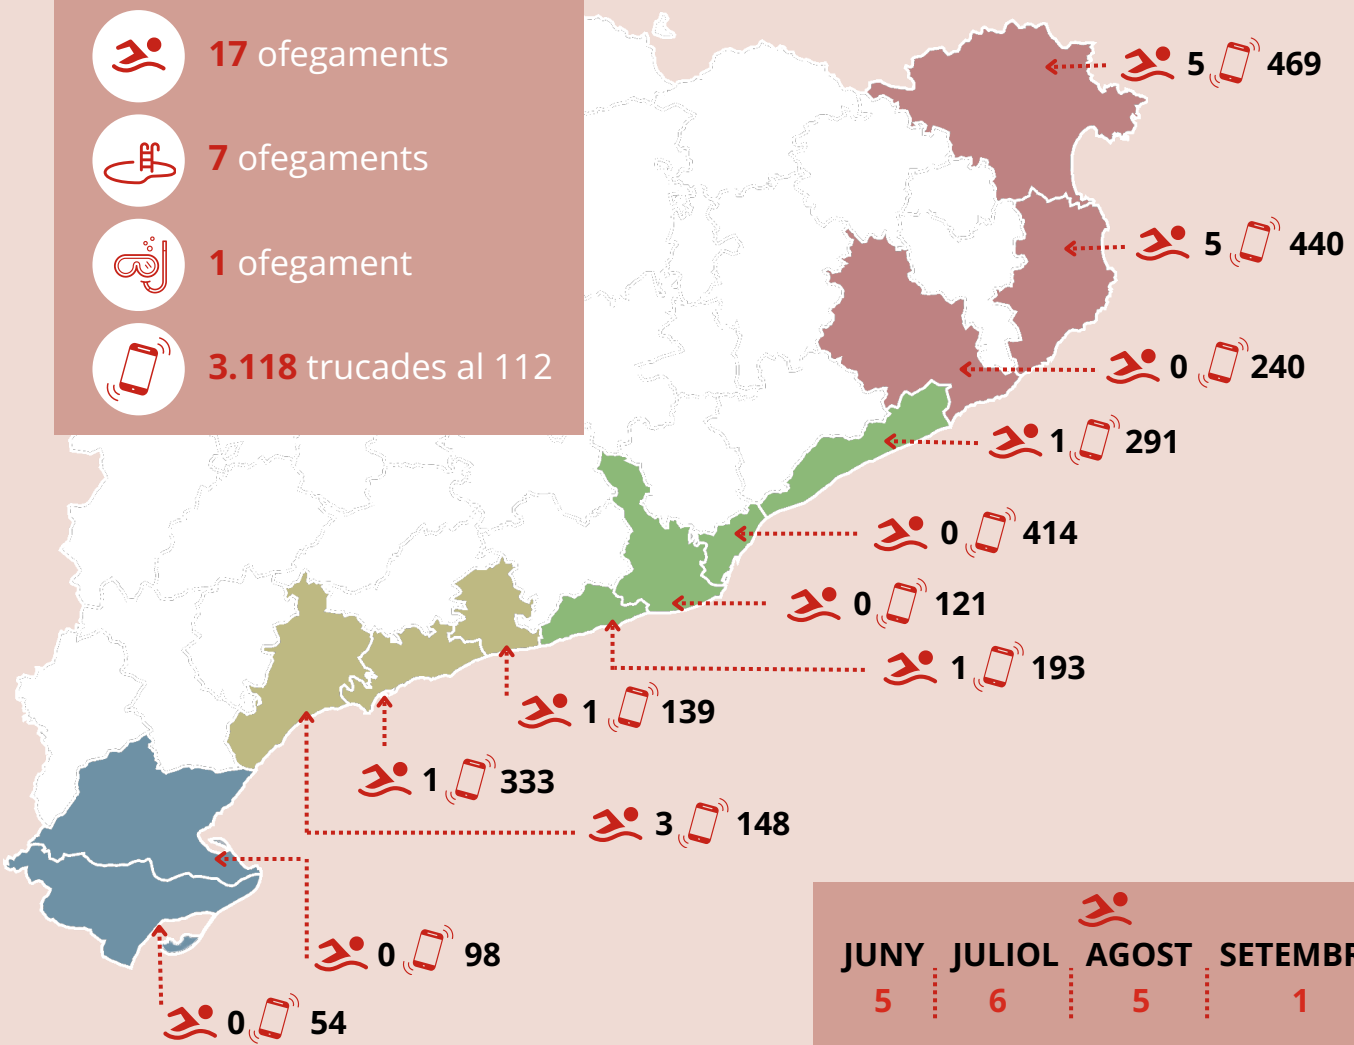 17 ofegaments
7 ofegaments
1 ofegament
3.118 trucades al 112
5 469
5 440
0 240
1 291
0 414
0 121
1 193
1 139
1 333
3 148
0 98
0 54
JUNY JULIOL AGOST SETEMBR
5 6 5 1